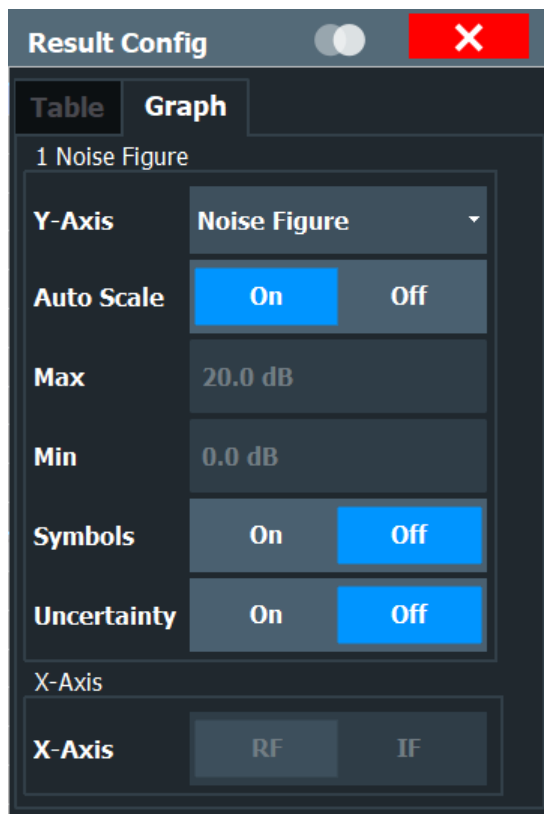 Result Config
Table Graph
1 Noise Figure
Y-Axis Noise Figure
Auto Scale On Off
Max 20.0 dB
Min 0.0 dB
Symbols On Off
Uncertainty On Off
X-Axis
X-Axis RF IF